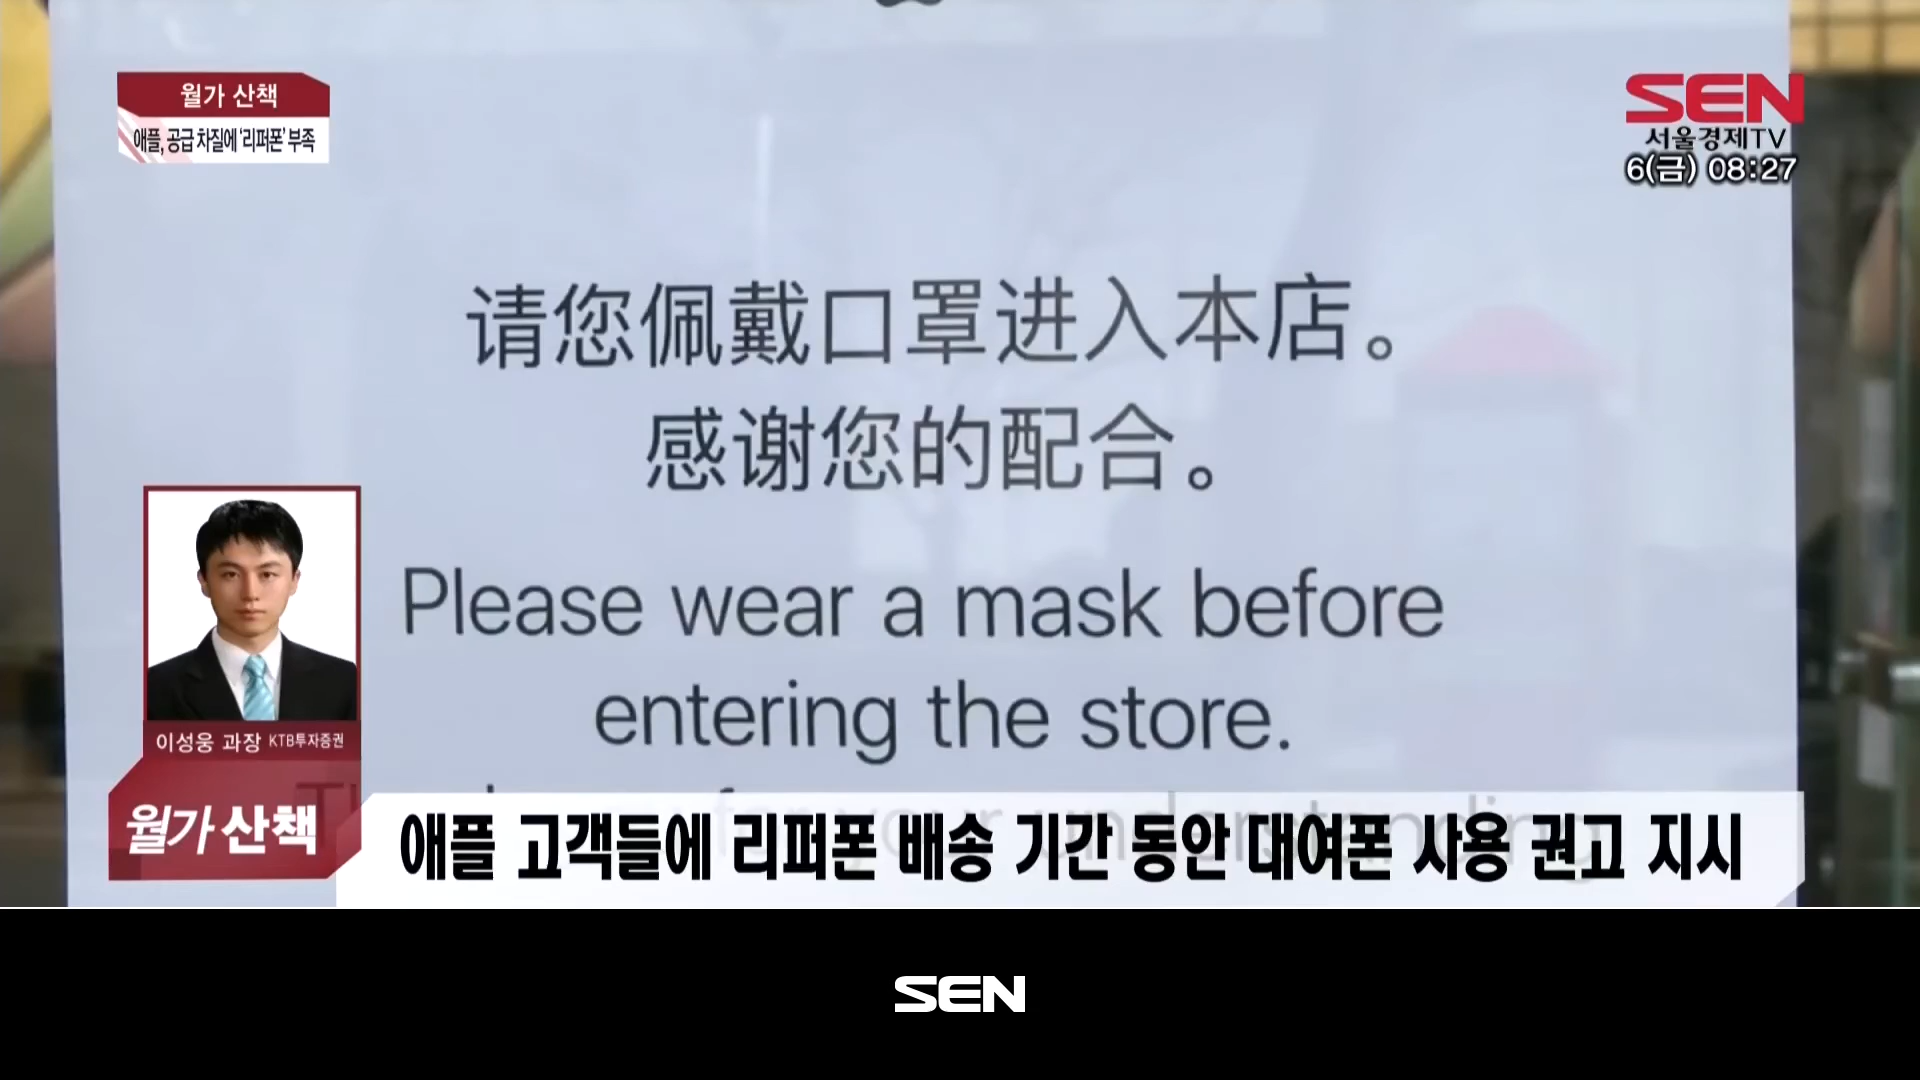 월가 산책
애플, 공급 차질에 '리퍼폰' 부족
SEN
서울경제TV
6(금) 08:27
请您佩戴口罩进入本店。
感谢您的配合。
Please wear a mask before
entering the store.
for your understanding
이성웅 과장 KTB투자증권
월가 산책
애플 고객들에 리퍼폰 배송 기간 동안 대여폰 사용 권고 지시
SEN